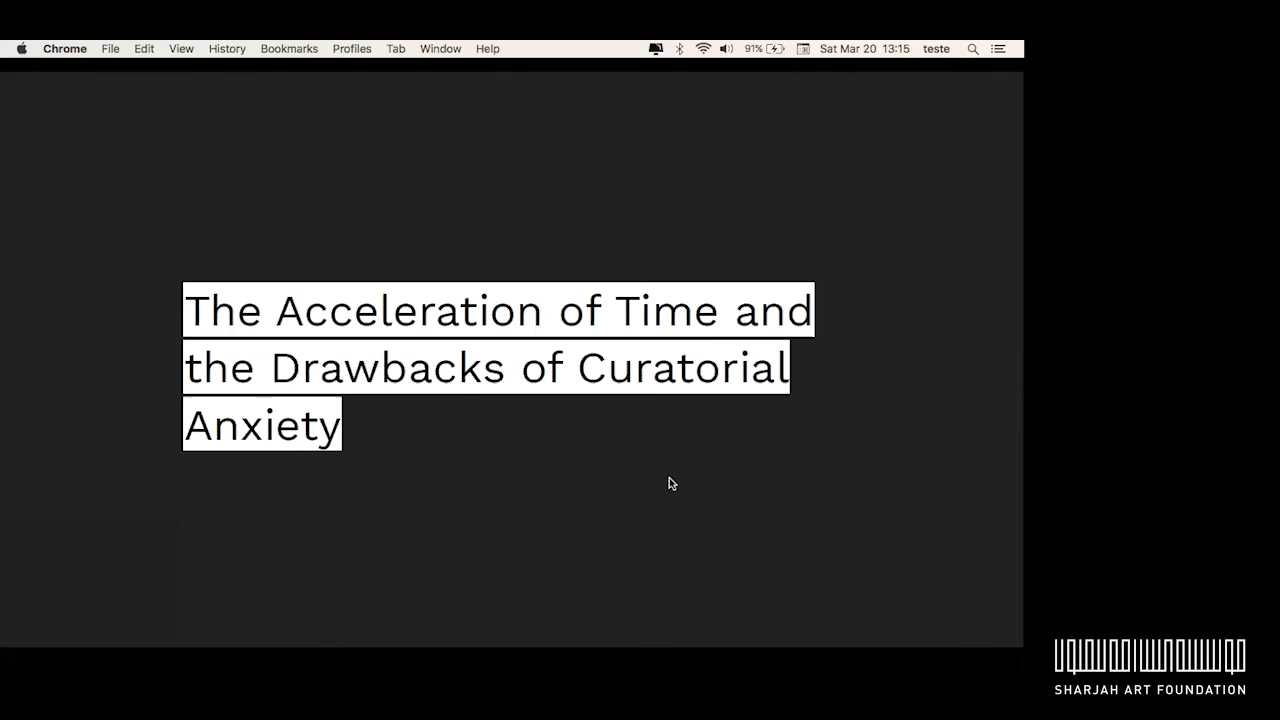 Chrome File Edit View History Bookmarks Profiles Tab Window Help 91% Sat Mar 20 13:15 teste
The Acceleration of Time and
the Drawbacks of Curatorial
Anxiety
SHARJAH ART FOUNDATION